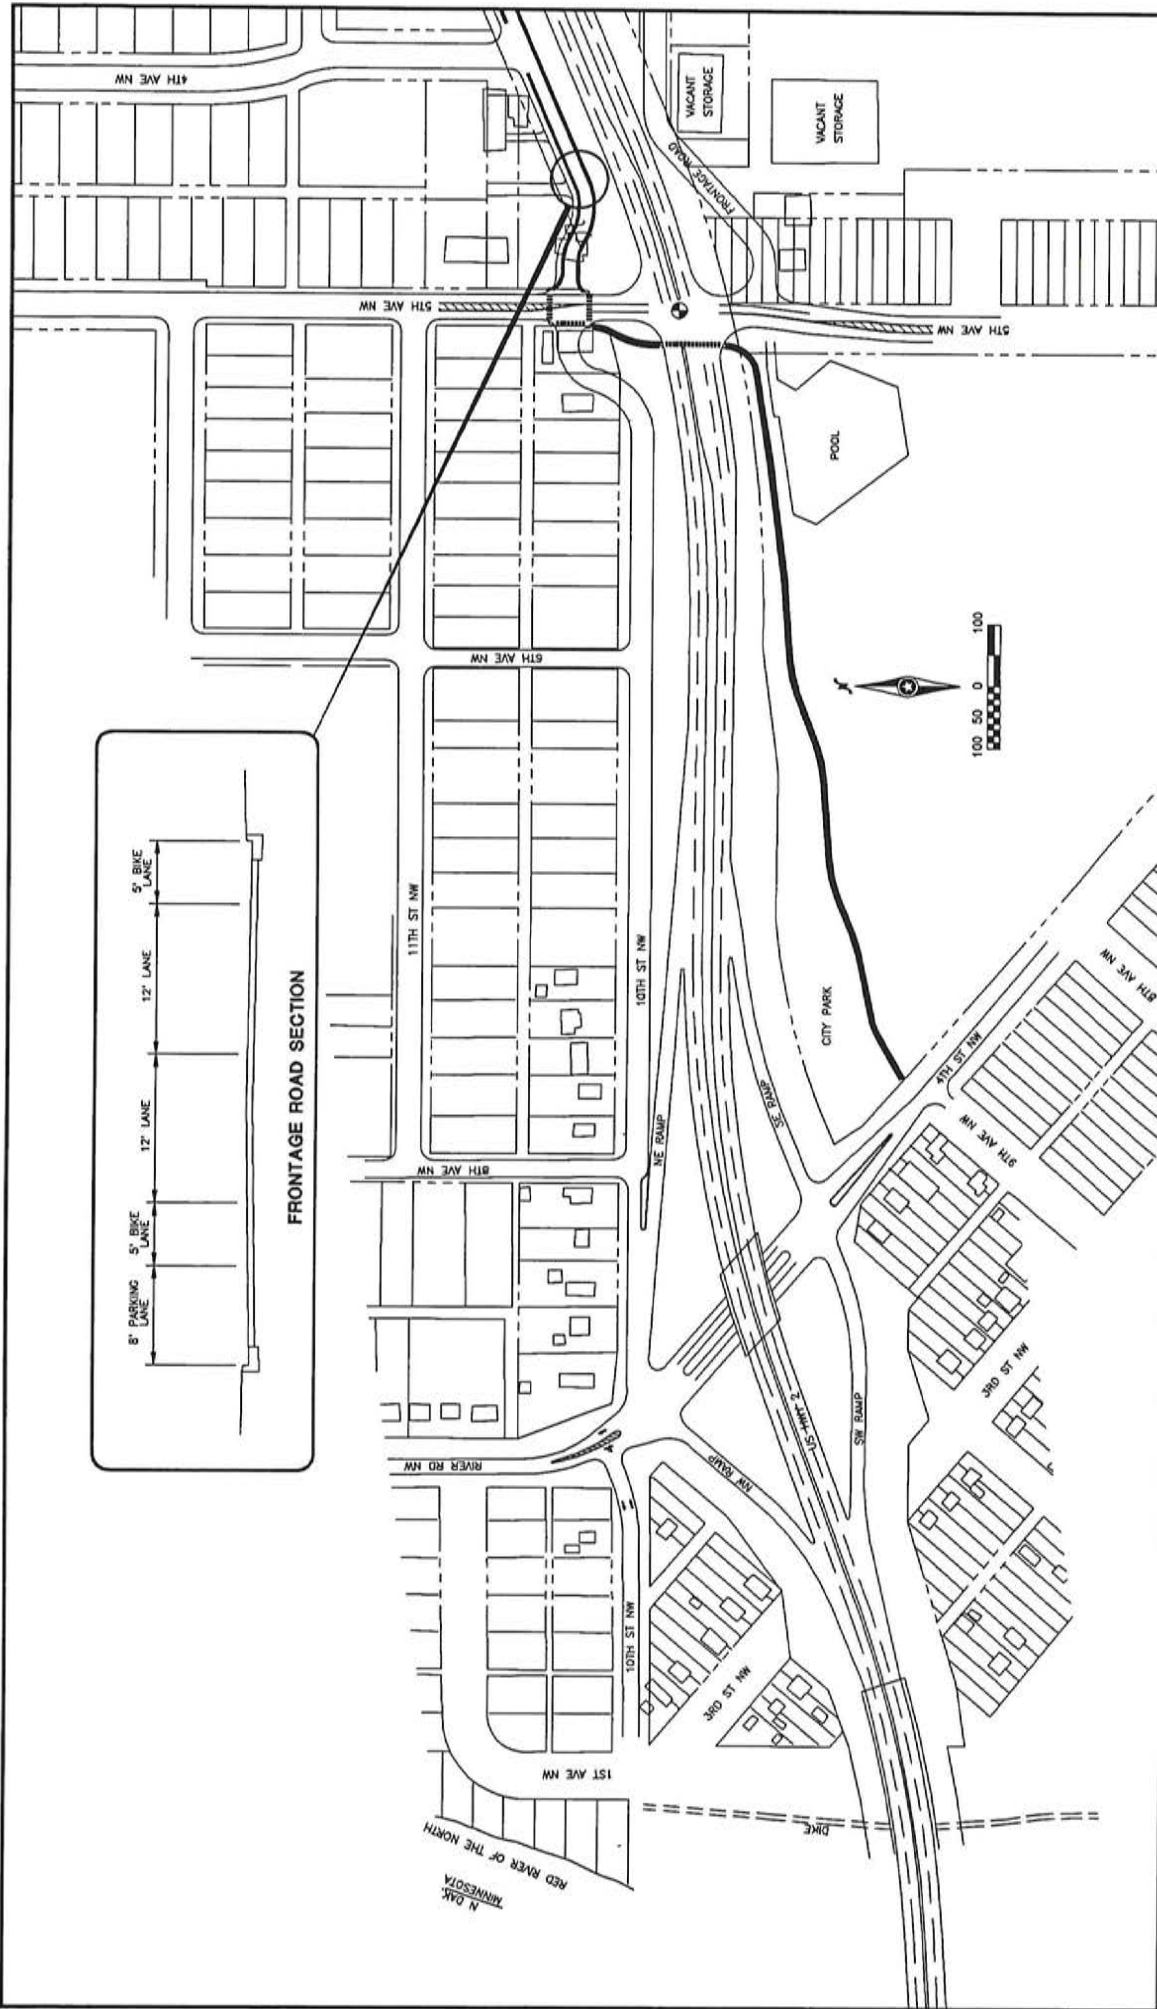 4TH AVE NW
VACANT
STORAGE
VACANT
STORAGE
FRONTAGE ROAD
5TH AVE NW
5TH AVE NW
POOL
6TH AVE NW
100 50 0 100
N
8' PARKING
LANE
5' BIKE
LANE
12' LANE
12' LANE
5' BIKE
LANE
FRONTAGE ROAD SECTION
11TH ST NW
10TH ST NW
CITY PARK
NE RAMP
SE RAMP
4TH ST NW
8TH AVE NW
9TH AVE NW
8TH AVE NW
3RD ST NW
US HWY 2
SW RAMP
RIVER RD NW
NW RAMP
10TH ST NW
3RD ST NW
1ST AVE NW
DIKE
RED RIVER OF THE NORTH
N DAK.
MINNESOTA